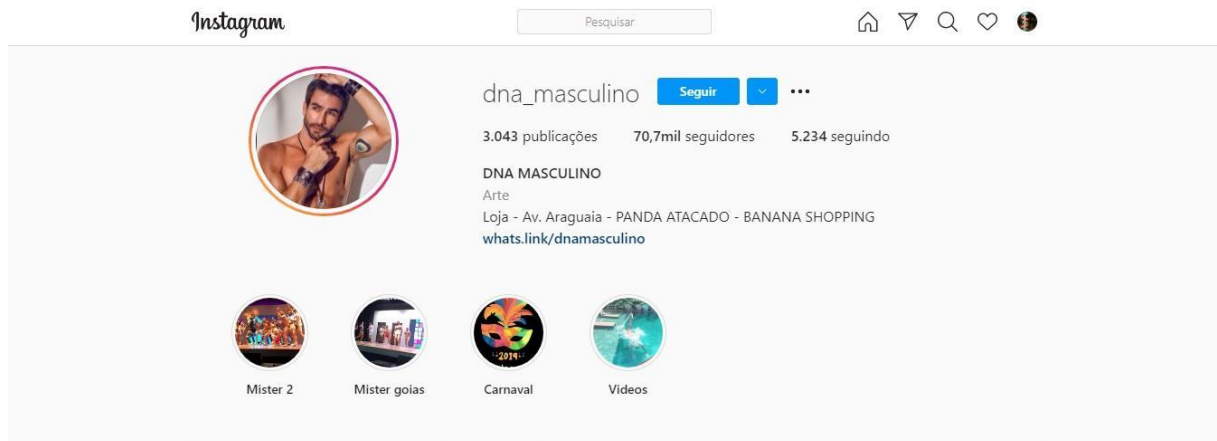 Instagram
Pesquisar
dna_masculino Seguir
3.043 publicações 70,7mil seguidores 5.234 seguindo
DNA MASCULINO
Arte
Loja - Av. Araguaia - PANDA ATACADO - BANANA SHOPPING
whats.link/dnamasculino
2019
Mister 2 Mister goias Carnaval Videos